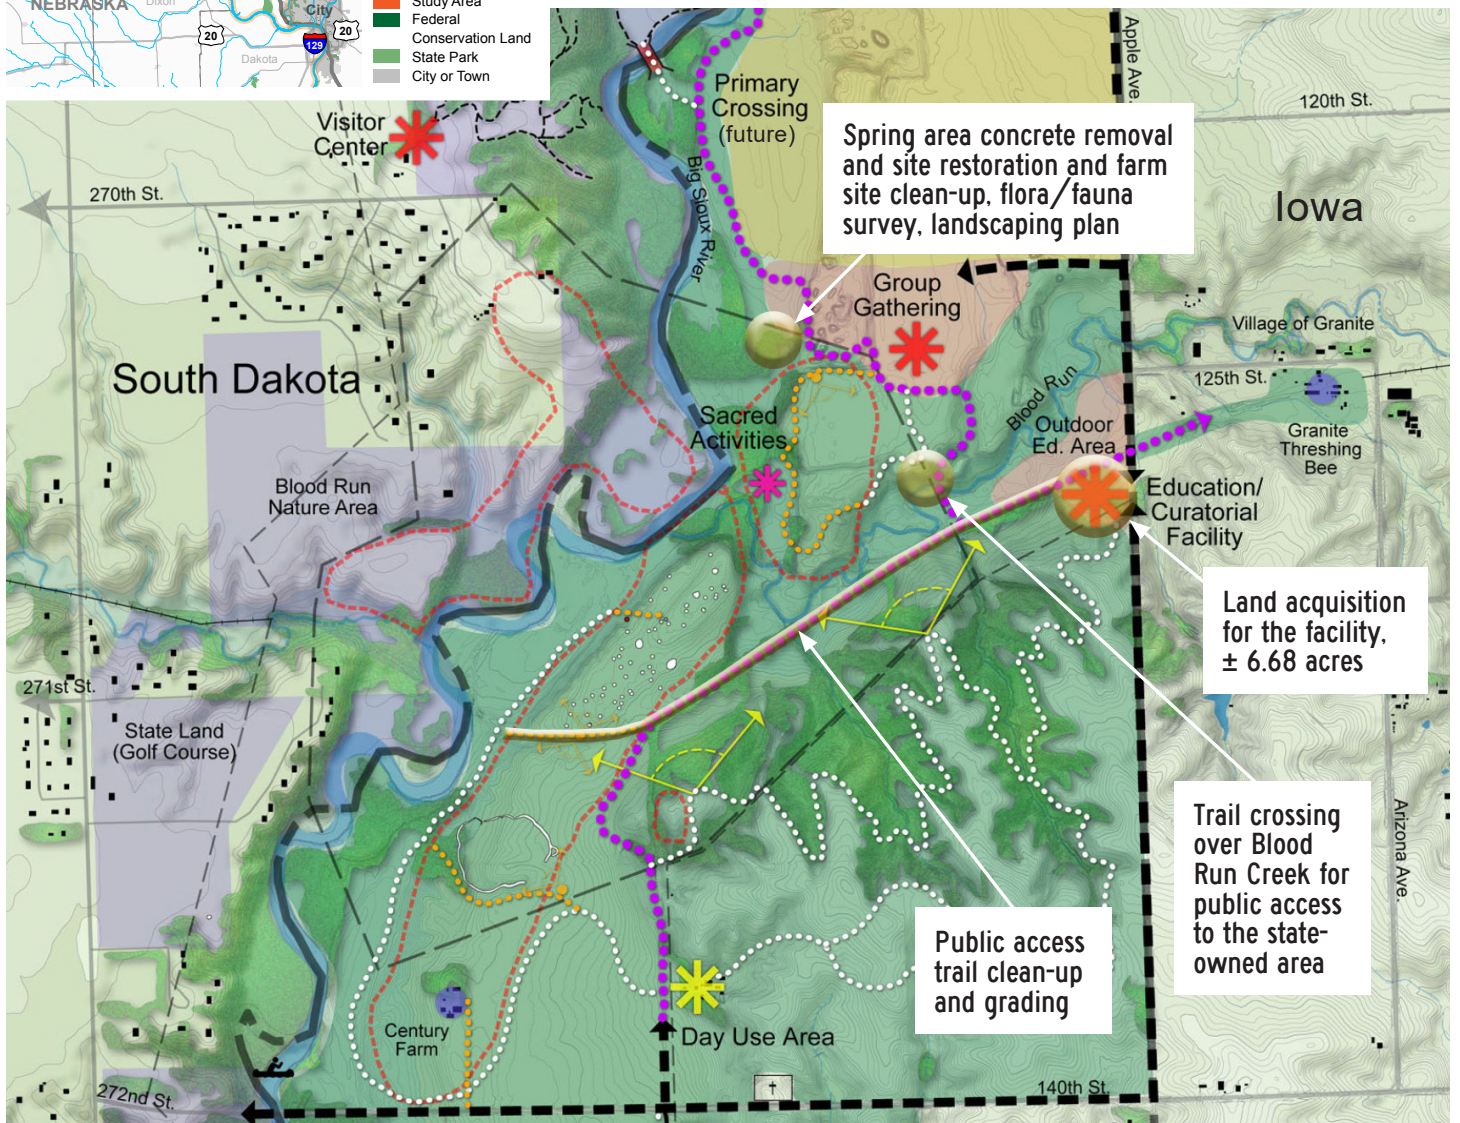 NEBRASKA
Dixon
City
20
20
129
Dakota
Study Area
Federal
Conservation Land
State Park
City or Town
Visitor
Center
Primary
Crossing
(future)
Apple Ave.
120th St.
Spring area concrete removal
and site restoration and farm
site clean-up, flora/fauna
survey, landscaping plan
Iowa
270th St.
Big Sioux River
Group
Gathering
Village of Granite
South Dakota
125th St.
Blood Run
Sacred
Activities
Outdoor
Ed. Area
Granite
Threshing
Bee
Blood Run
Nature Area
Education/
Curatorial
Facility
Land acquisition
for the facility,
± 6.68 acres
271st St.
State Land
(Golf Course)
Trail crossing
over Blood
Run Creek for
public access
to the state-
owned area
Arizona Ave.
Public access
trail clean-up
and grading
Century
Farm
Day Use Area
272nd St.
140th St.